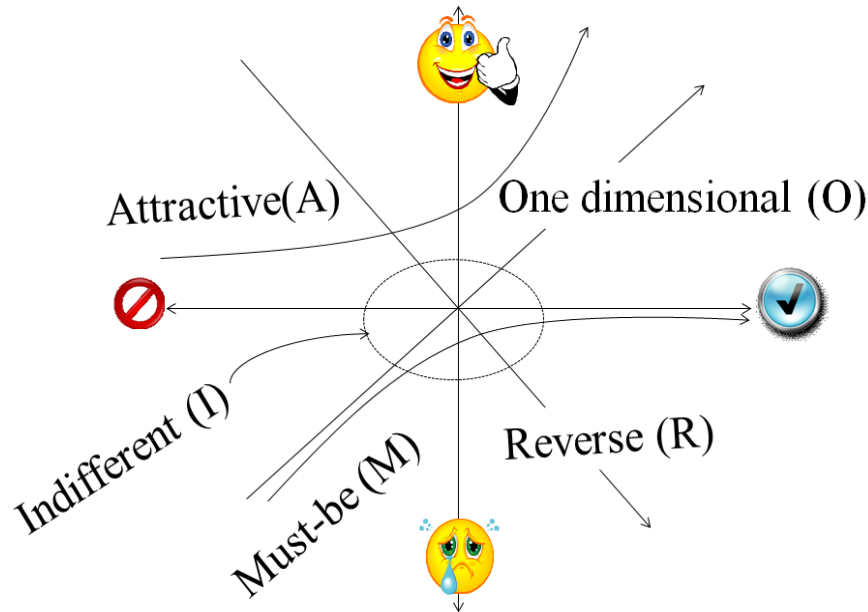 Attractive(A)
One dimensional (O)
Indifferent (I)
Must-be (M)
Reverse (R)